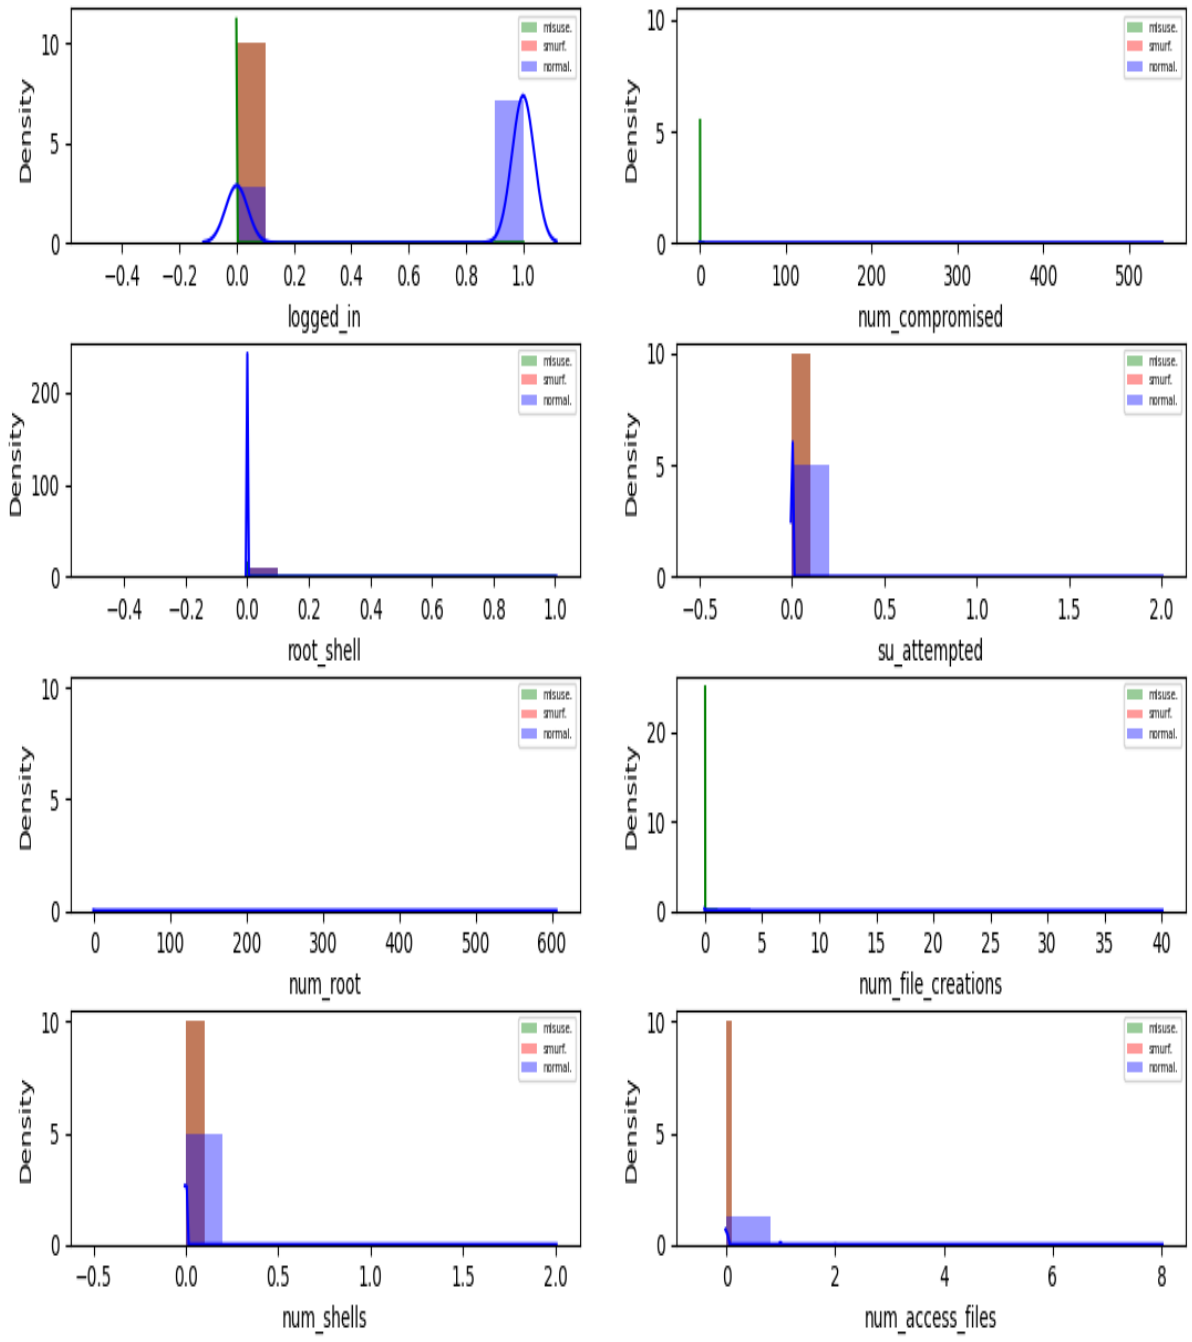 misuse.
smurf.
normal.
Density
10
5
0
−0.4 −0.2 0.0 0.2 0.4 0.6 0.8 1.0
logged_in
misuse.
smurf.
normal.
Density
10
5
0
0 100 200 300 400 500
num_compromised
misuse.
smurf.
normal.
Density
200
100
0
−0.4 −0.2 0.0 0.2 0.4 0.6 0.8 1.0
root_shell
misuse.
smurf.
normal.
Density
10
5
0
−0.5 0.0 0.5 1.0 1.5 2.0
su_attempted
misuse.
smurf.
normal.
Density
10
5
0
0 100 200 300 400 500 600
num_root
misuse.
smurf.
normal.
Density
20
10
0
0 5 10 15 20 25 30 35 40
num_file_creations
misuse.
smurf.
normal.
Density
10
5
0
−0.5 0.0 0.5 1.0 1.5 2.0
num_shells
misuse.
smurf.
normal.
Density
10
5
0
0 2 4 6 8
num_access_files